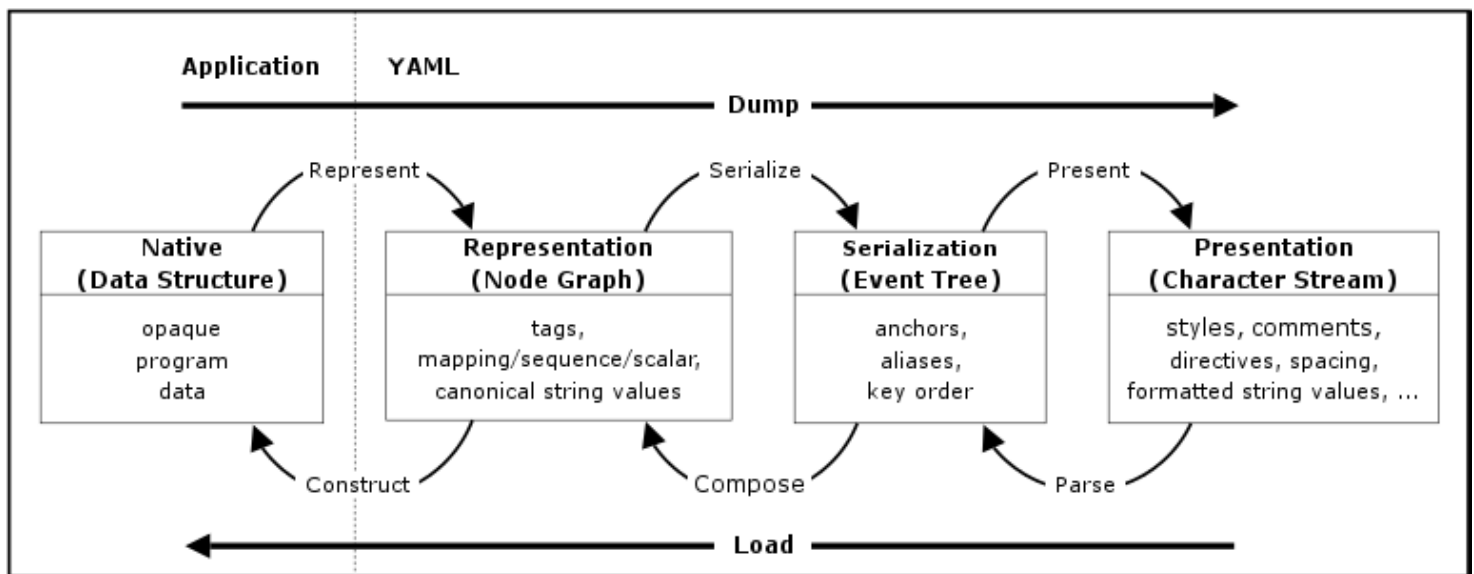 Application
YAML
Dump
Represent
Serialize
Present
Native
(Data Structure)
opaque
program
data
Representation
(Node Graph)
tags,
mapping/sequence/scalar,
canonical string values
Serialization
(Event Tree)
anchors,
aliases,
key order
Presentation
(Character Stream)
styles, comments,
directives, spacing,
formatted string values, ...
Construct
Compose
Parse
Load